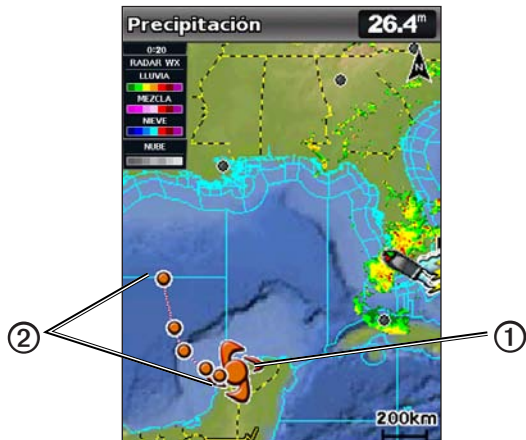 Precipitación
26.4m
0:20
RADAR WX
LLUVIA
MEZCLA
NIEVE
NUBE
N
②
①
200km